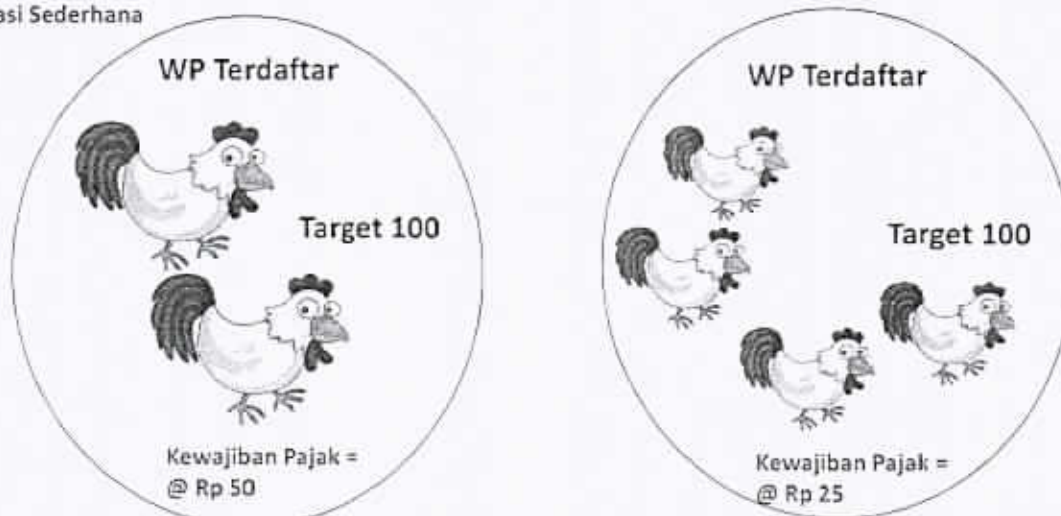 asi Sederhana
WP Terdaftar
Target 100
Kewajiban Pajak =
@ Rp 50
WP Terdaftar
Target 100
Kewajiban Pajak =
@ Rp 25